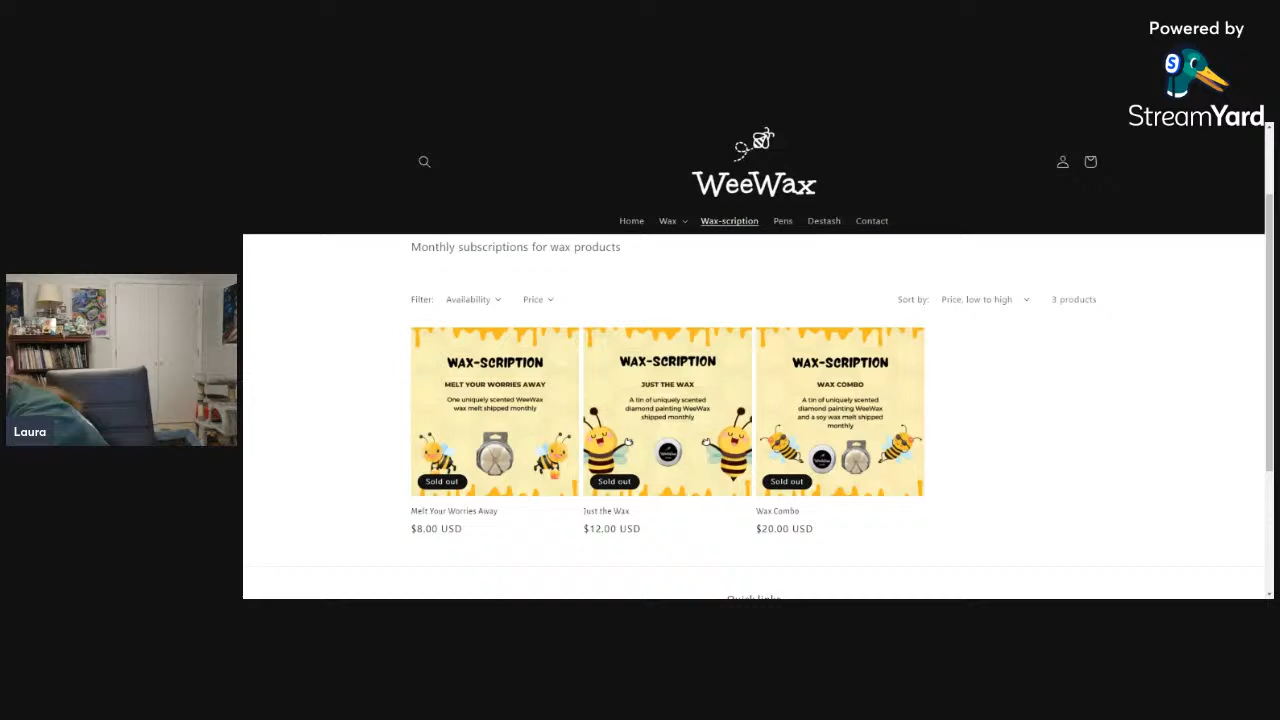 Powered by
S
StreamYard
WeeWax
Home Wax Wax-scription Pens Destash Contact
Monthly subscriptions for wax products
Filter: Availability Price
Sort by: Price, low to high 3 products
WAX-SCRIPTION
MELT YOUR WORRIES AWAY
One uniquely scented WeeWax
wax melt shipped monthly
Sold out
Melt Your Worries Away
$8.00 USD
WAX-SCRIPTION
JUST THE WAX
A tin of uniquely scented
diamond painting WeeWax
shipped monthly
Sold out
Just the Wax
$12.00 USD
WAX-SCRIPTION
WAX COMBO
A tin of uniquely scented
diamond painting WeeWax
and a soy wax melt shipped
monthly
Sold out
Wax Combo
$20.00 USD
Quick links
Laura